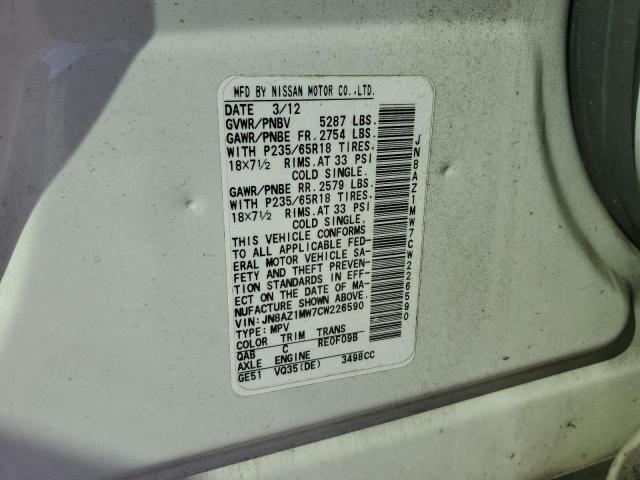 MFD BY NISSAN MOTOR CO.,LTD.
DATE 3/12
GVWR/PNBV 5287 LBS.
GAWR/PNBE FR. 2754 LBS.
WITH P235/65R18 TIRES.
18×7½ RIMS.AT 33 PSI
COLD SINGLE.
GAWR/PNBE RR. 2579 LBS.
WITH P235/65R18 TIRES.
18×7½ RIMS.AT 33 PSI
COLD SINGLE.
THIS VEHICLE CONFORMS
TO ALL APPLICABLE FED-
ERAL MOTOR VEHICLE SA-
FETY AND THEFT PREVEN-
TION STANDARDS IN EFF-
ECT ON THE DATE OF MA-
NUFACTURE SHOWN ABOVE.
VIN: JN8AZ1MW7CW226590
TYPE: MPV
COLOR TRIM TRANS
QAB C RE0F09B
AXLE ENGINE
GE51 VQ35(DE) 3498CC
JN8AZ1MW7CW226590